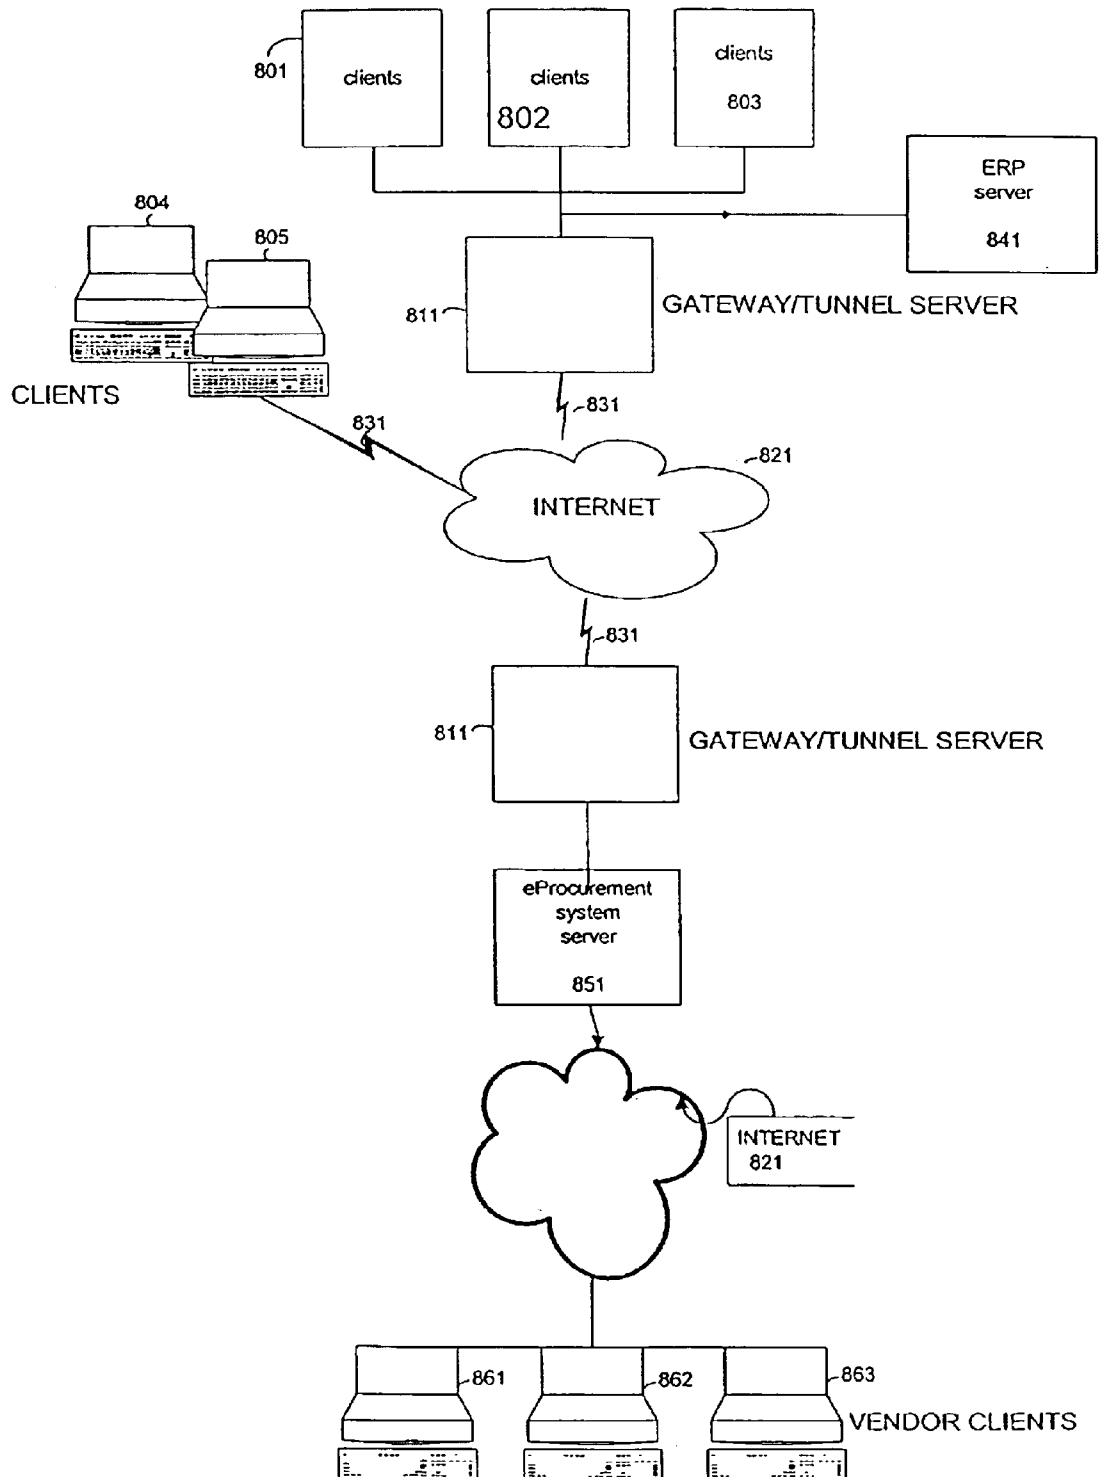 801
clients
clients
802
clients
803
ERP
server
841
804
805
CLIENTS
811
GATEWAY/TUNNEL SERVER
831
831
821
INTERNET
831
811
GATEWAY/TUNNEL SERVER
eProcurement
system
server
851
INTERNET
821
861
862
863
VENDOR CLIENTS